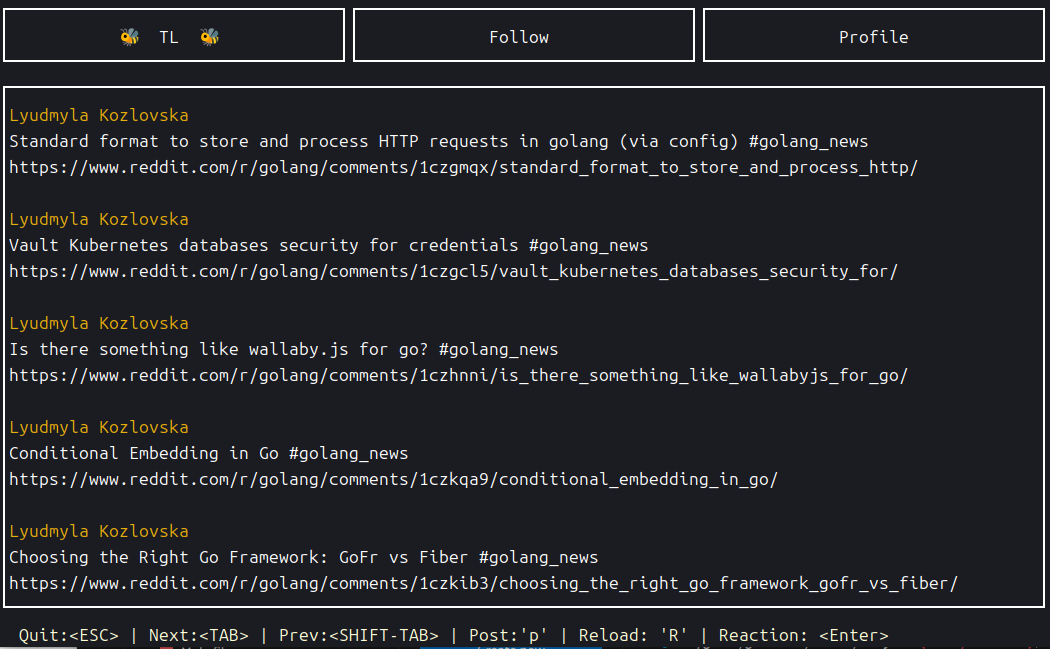 🐝 TL 🐝
Follow
Profile
Lyudmyla Kozlovska
Standard format to store and process HTTP requests in golang (via config) #golang_news
https://www.reddit.com/r/golang/comments/1czgmqx/standard_format_to_store_and_process_http/
Lyudmyla Kozlovska
Vault Kubernetes databases security for credentials #golang_news
https://www.reddit.com/r/golang/comments/1czgcl5/vault_kubernetes_databases_security_for/
Lyudmyla Kozlovska
Is there something like wallaby.js for go? #golang_news
https://www.reddit.com/r/golang/comments/1czhnni/is_there_something_like_wallabyjs_for_go/
Lyudmyla Kozlovska
Conditional Embedding in Go #golang_news
https://www.reddit.com/r/golang/comments/1czkqa9/conditional_embedding_in_go/
Lyudmyla Kozlovska
Choosing the Right Go Framework: GoFr vs Fiber #golang_news
https://www.reddit.com/r/golang/comments/1czkib3/choosing_the_right_go_framework_gofr_vs_fiber/
Quit:<ESC> | Next:<TAB> | Prev:<SHIFT-TAB> | Post:'p' | Reload: 'R' | Reaction: <Enter>